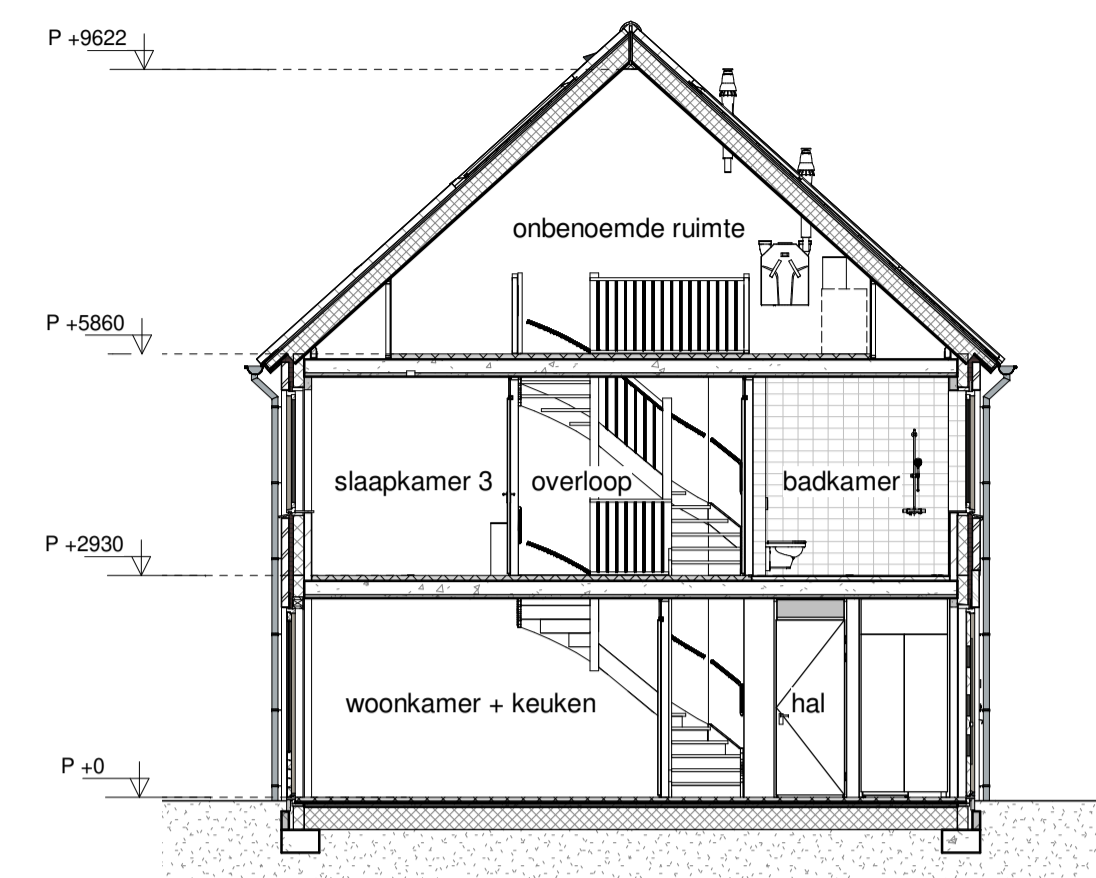 P +9622
onbenoemde ruimte
P +5860
slaapkamer 3
overloop
badkamer
P +2930
woonkamer + keuken
hal
P +0